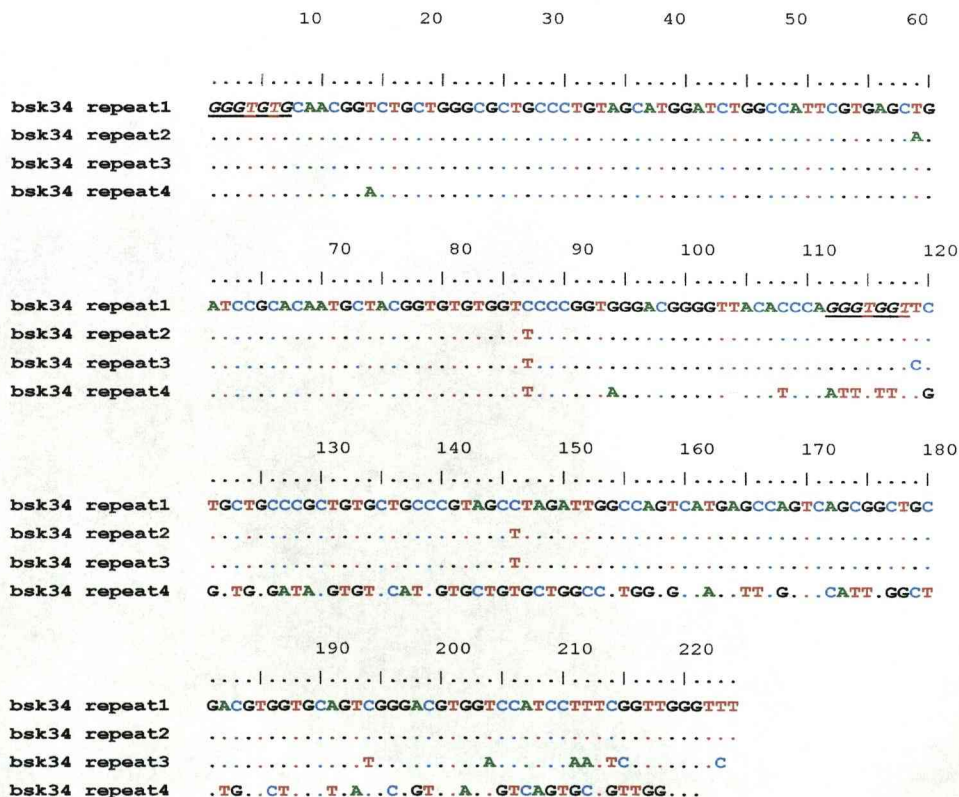 10 20 30 40 50 60
....|....|....|....|....|....|....|....|....|....|....|....|
bsk34 repeat1 GGGTGTGCAACGGTCTGCTGGGCGCTGCCCTGTAGCATGGATCTGGCCATTCGTGAGCTG
bsk34 repeat2 ..........................................................A.
bsk34 repeat3 ............................................................
bsk34 repeat4 .............A..............................................
70 80 90 100 110 120
....|....|....|....|....|....|....|....|....|....|....|....|
bsk34 repeat1 ATCCGCACAATGCTACGGTGTGTGGTCCCCGGTGGGACGGGGTTACACCCAGGGTGGTTC
bsk34 repeat2 ..........................T.................................
bsk34 repeat3 ..........................T...............................C.
bsk34 repeat4 ..........................T......A.............T...ATT.TT..G
130 140 150 160 170 180
....|....|....|....|....|....|....|....|....|....|....|....|
bsk34 repeat1 TGCTGCCCGCTGTGCTGCCCGTAGCCTAGATTGGCCAGTCATGAGCCAGTCAGCGGCTGC
bsk34 repeat2 .........................T..................................
bsk34 repeat3 .........................T..................................
bsk34 repeat4 G.TG.GATA.GTGT.CAT.GTGCTGTGCTGGCC.TGG.G..A..TT.G...CATT.GGCT
190 200 210 220
....|....|....|....|....|....|....|....|....
bsk34 repeat1 GACGTGGTGCAGTCGGGACGTGGTCCATCCTTTCGGTTGGGTTT
bsk34 repeat2 ............................................
bsk34 repeat3 .............T.........A......AA.TC.......C.
bsk34 repeat4 .TG..CT...T.A..C.GT..A..GTCAGTGC.GTTGG...